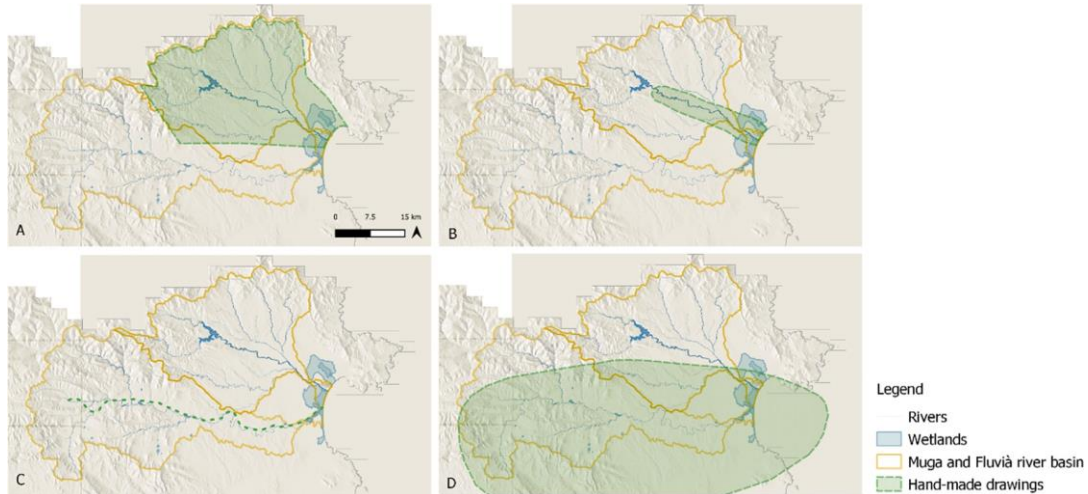 A
0 7.5 15 km
B
C
D
Legend
Rivers
Wetlands
Muga and Fluvià river basin
Hand-made drawings